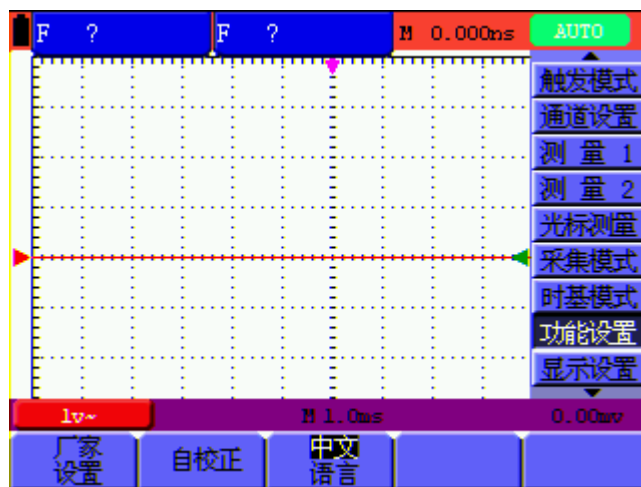 F ? F ? M 0.000ns AUTO
触发模式
通道设置
测 量 1
测 量 2
光标测量
采集模式
时基模式
功能设置
显示设置
1v~ M 1.0ms 0.00mv
厂家
设置
自校正
中文
语言